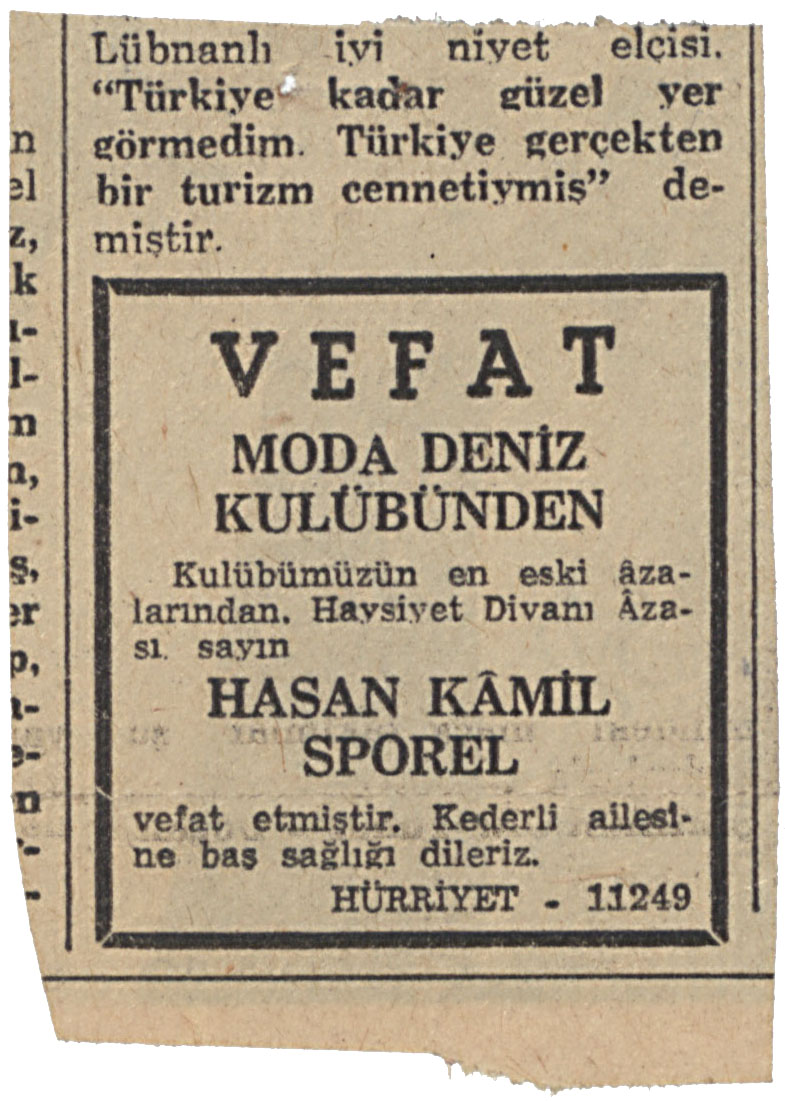 Lübnanlı iyi niyet elçisi.
“Türkiye kadar güzel yer
görmedim. Türkiye gerçekten
bir turizm cennetiymiş” de-
miştir.
VEFAT
MODA DENİZ
KULÜBÜNDEN
Kulübümüzün en eski âza-
larından. Haysiyet Divanı Âza-
sı. sayın
HASAN KÂMİL
SPOREL
vefat etmiştir. Kederli ailesi-
ne baş sağlığı dileriz.
HÜRRİYET - 11249